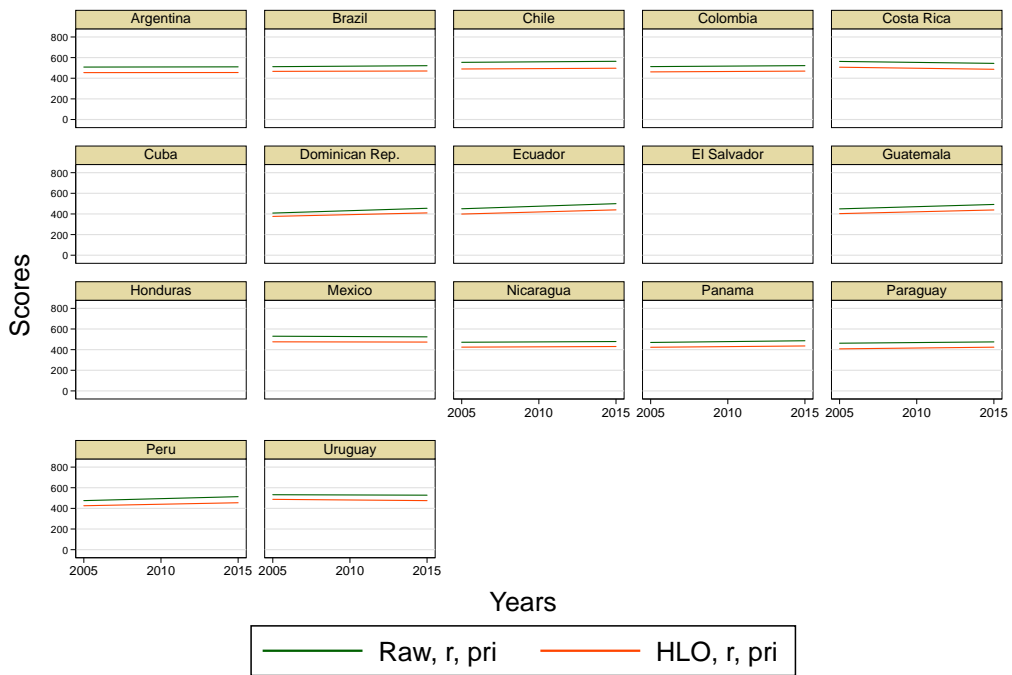 Argentina Brazil Chile Colombia Costa Rica
800
600
400
200
0
Cuba Dominican Rep. Ecuador El Salvador Guatemala
800
600
400
200
0
Scores
Honduras Mexico Nicaragua Panama Paraguay
800
600
400
200
0
2005 2010 2015 2005 2010 2015 2005 2010 2015
Peru Uruguay
800
600
400
200
0
2005 2010 2015 2005 2010 2015
Years
Raw, r, pri HLO, r, pri